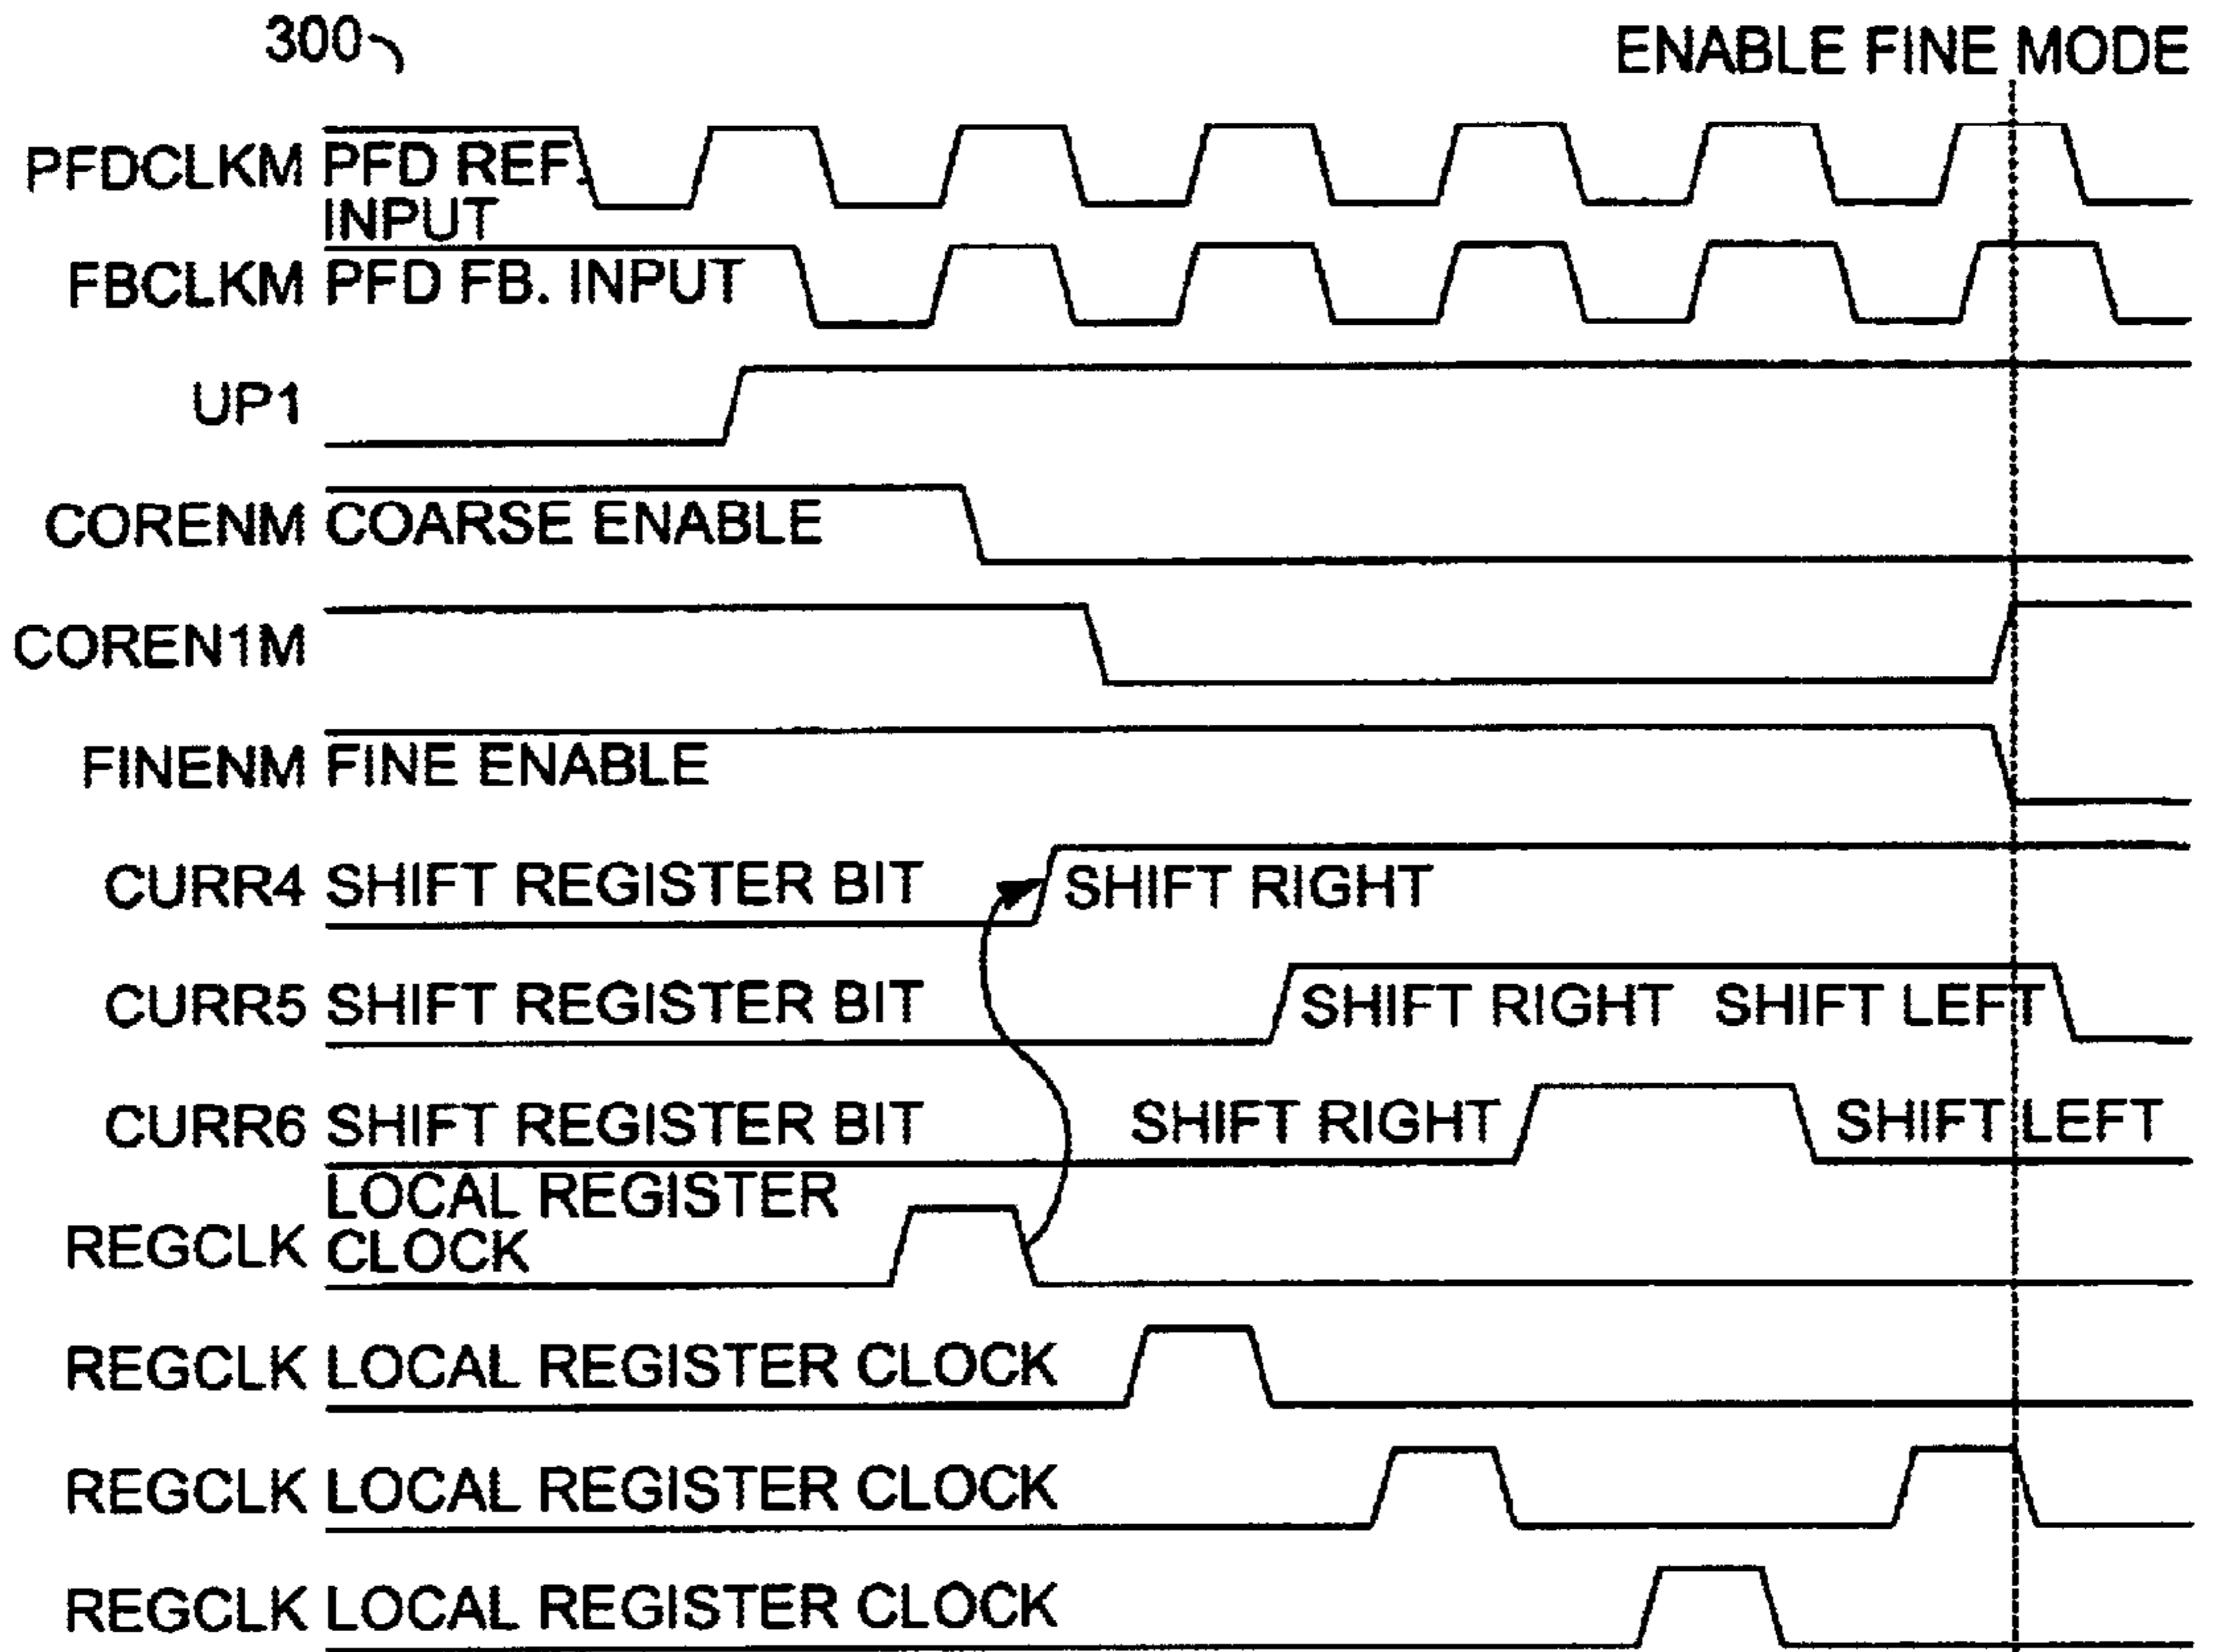 300
ENABLE FINE MODE
PFDCLKM PFD REF.
INPUT
FBCLKM PFD FB. INPUT
UP1
CORENM COARSE ENABLE
COREN1M
FINENM FINE ENABLE
CURR4 SHIFT REGISTER BIT SHIFT RIGHT
CURR5 SHIFT REGISTER BIT SHIFT RIGHT SHIFT LEFT
CURR6 SHIFT REGISTER BIT SHIFT RIGHT SHIFT LEFT
LOCAL REGISTER
REGCLK CLOCK
REGCLK LOCAL REGISTER CLOCK
REGCLK LOCAL REGISTER CLOCK
REGCLK LOCAL REGISTER CLOCK